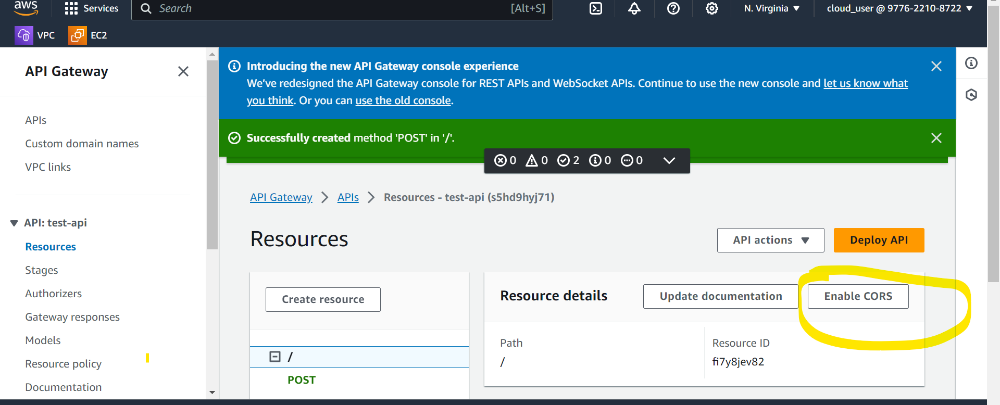 aws
Services
Search
[Alt+S]
N. Virginia
cloud_user @ 9776-2210-8722
VPC
EC2
API Gateway
APIs
Custom domain names
VPC links
API: test-api
Resources
Stages
Authorizers
Gateway responses
Models
Resource policy
Documentation
Introducing the new API Gateway console experience
We've redesigned the API Gateway console for REST APIs and WebSocket APIs. Continue to use the new console and let us know what
you think. Or you can use the old console.
Successfully created method 'POST' in '/'.
0 0 2 0 0
API Gateway > APIs > Resources - test-api (s5hd9hyj71)
Resources
API actions
Deploy API
Create resource
/
POST
Resource details
Update documentation
Enable CORS
Path
/
Resource ID
fi7y8jev82